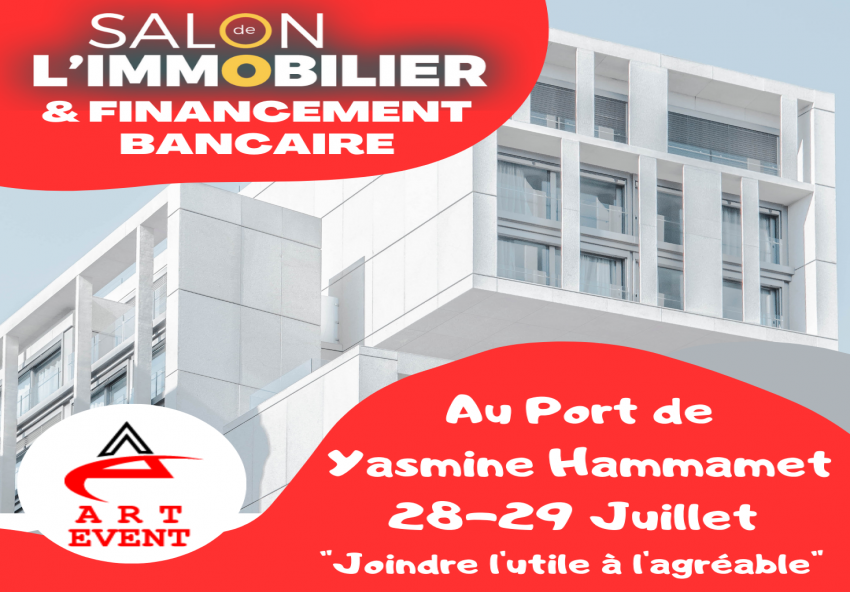 SALON de
L'IMMOBILIER
& FINANCEMENT
BANCAIRE
Au Port de
Yasmine Hammamet
28-29 Juillet
"Joindre l'utile à l'agréable"
ART
EVENT